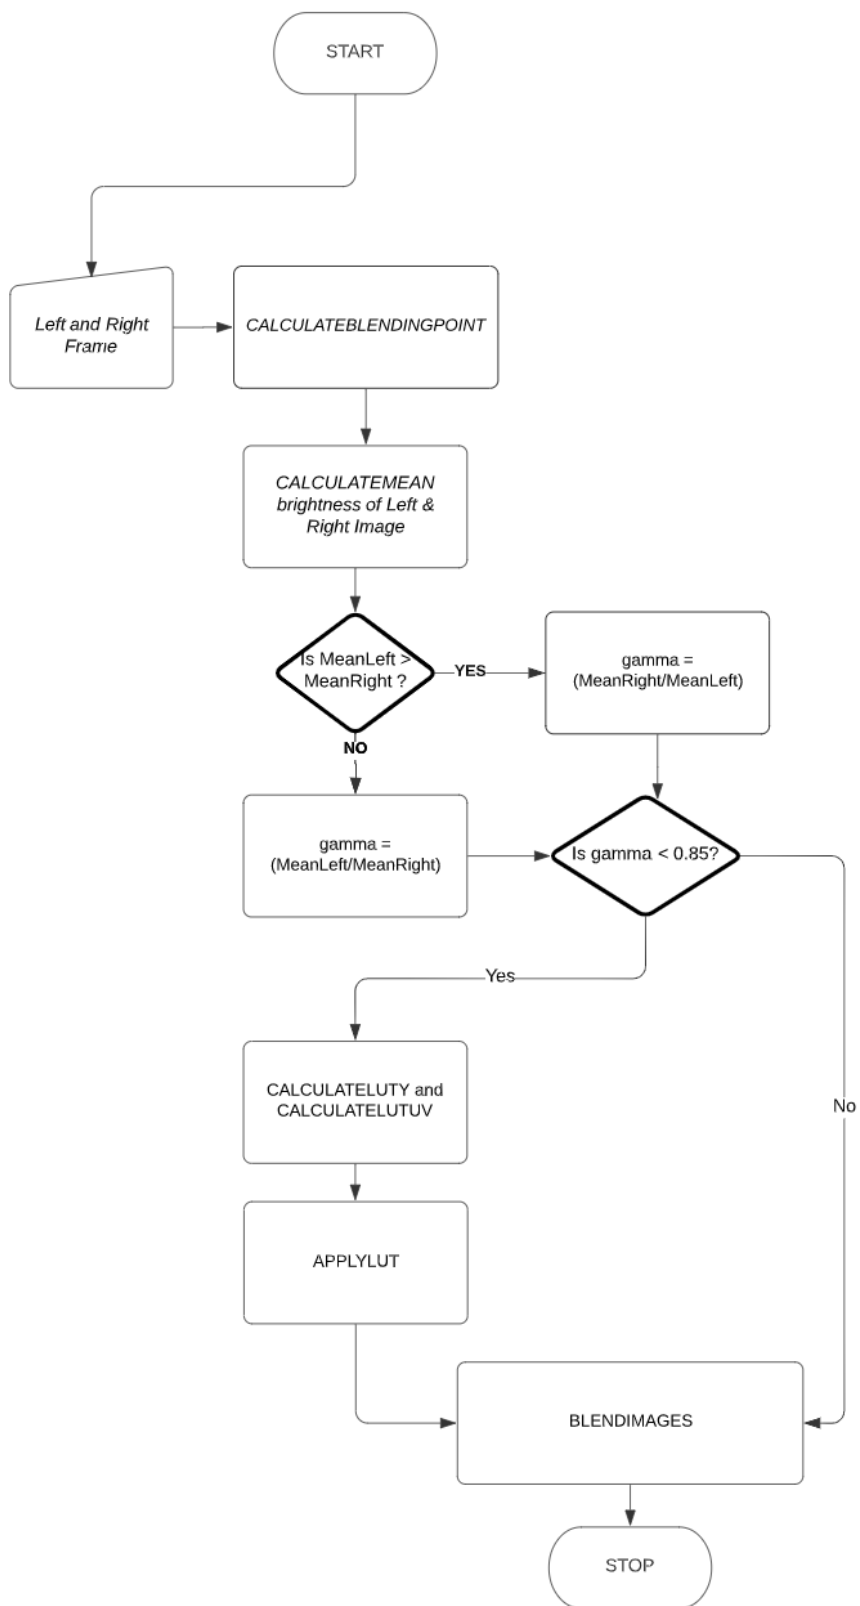 START
Left and Right
Frame
CALCULATEBLENDINGPOINT
CALCULATEMEAN
brightness of Left &
Right Image
Is MeanLeft >
MeanRight ?
YES
gamma =
(MeanRight/MeanLeft)
NO
gamma =
(MeanLeft/MeanRight)
Is gamma < 0.85?
Yes
CALCULATELUTY and
CALCULATELUTUV
No
APPLYLUT
BLENDIMAGES
STOP